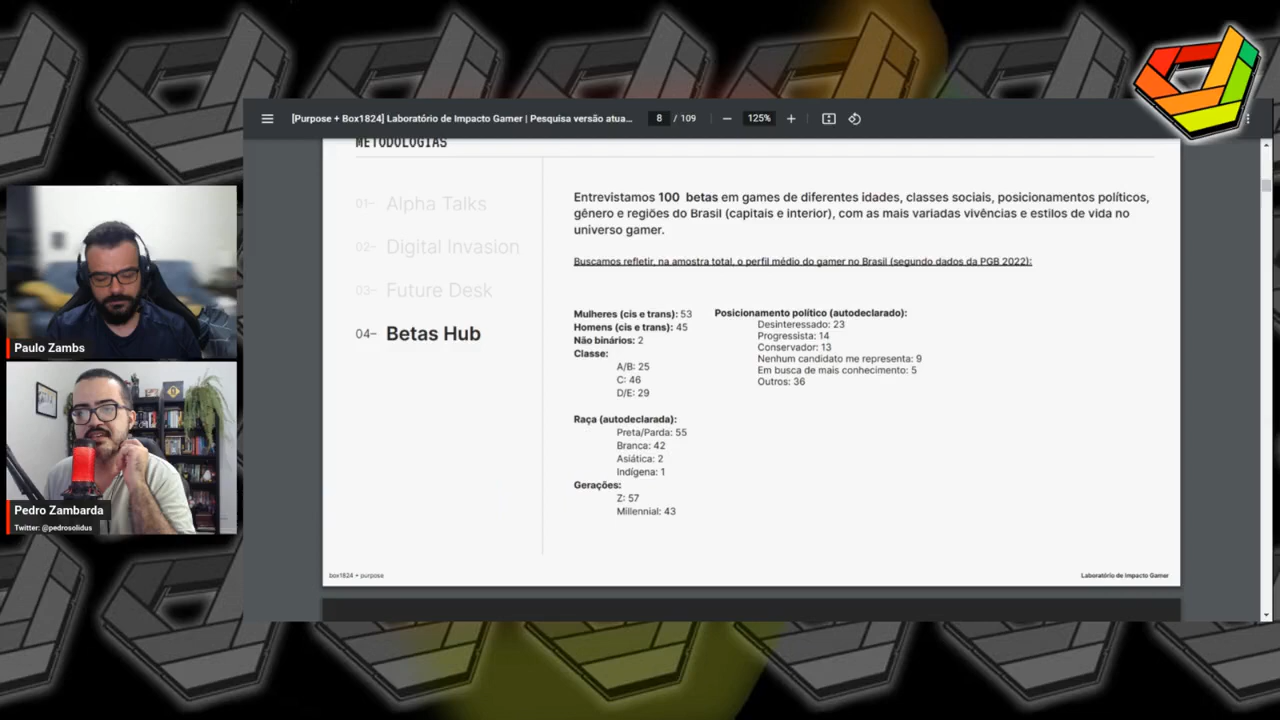 [Purpose + Box1824] Laboratório de Impacto Gamer | Pesquisa versão atua...
8 / 109
125%
METODOLOGIAS
01- Alpha Talks
02- Digital Invasion
03- Future Desk
04- Betas Hub
Entrevistamos 100 betas em games de diferentes idades, classes sociais, posicionamentos políticos,
gênero e regiões do Brasil (capitais e interior), com as mais variadas vivências e estilos de vida no
universo gamer.
Buscamos refletir, na amostra total, o perfil médio do gamer no Brasil (segundo dados da PGB 2022):
Mulheres (cis e trans): 53
Homens (cis e trans): 45
Não binários: 2
Classe:
A/B: 25
C: 46
D/E: 29
Raça (autodeclarada):
Preta/Parda: 55
Branca: 42
Asiática: 2
Indígena: 1
Gerações:
Z: 57
Millennial: 43
Posicionamento político (autodeclarado):
Desinteressado: 23
Progressista: 14
Conservador: 13
Nenhum candidato me representa: 9
Em busca de mais conhecimento: 5
Outros: 36
box1824 + purpose
Laboratório de Impacto Gamer
Paulo Zambs
Pedro Zambarda
Twitter: @pedrosolidus